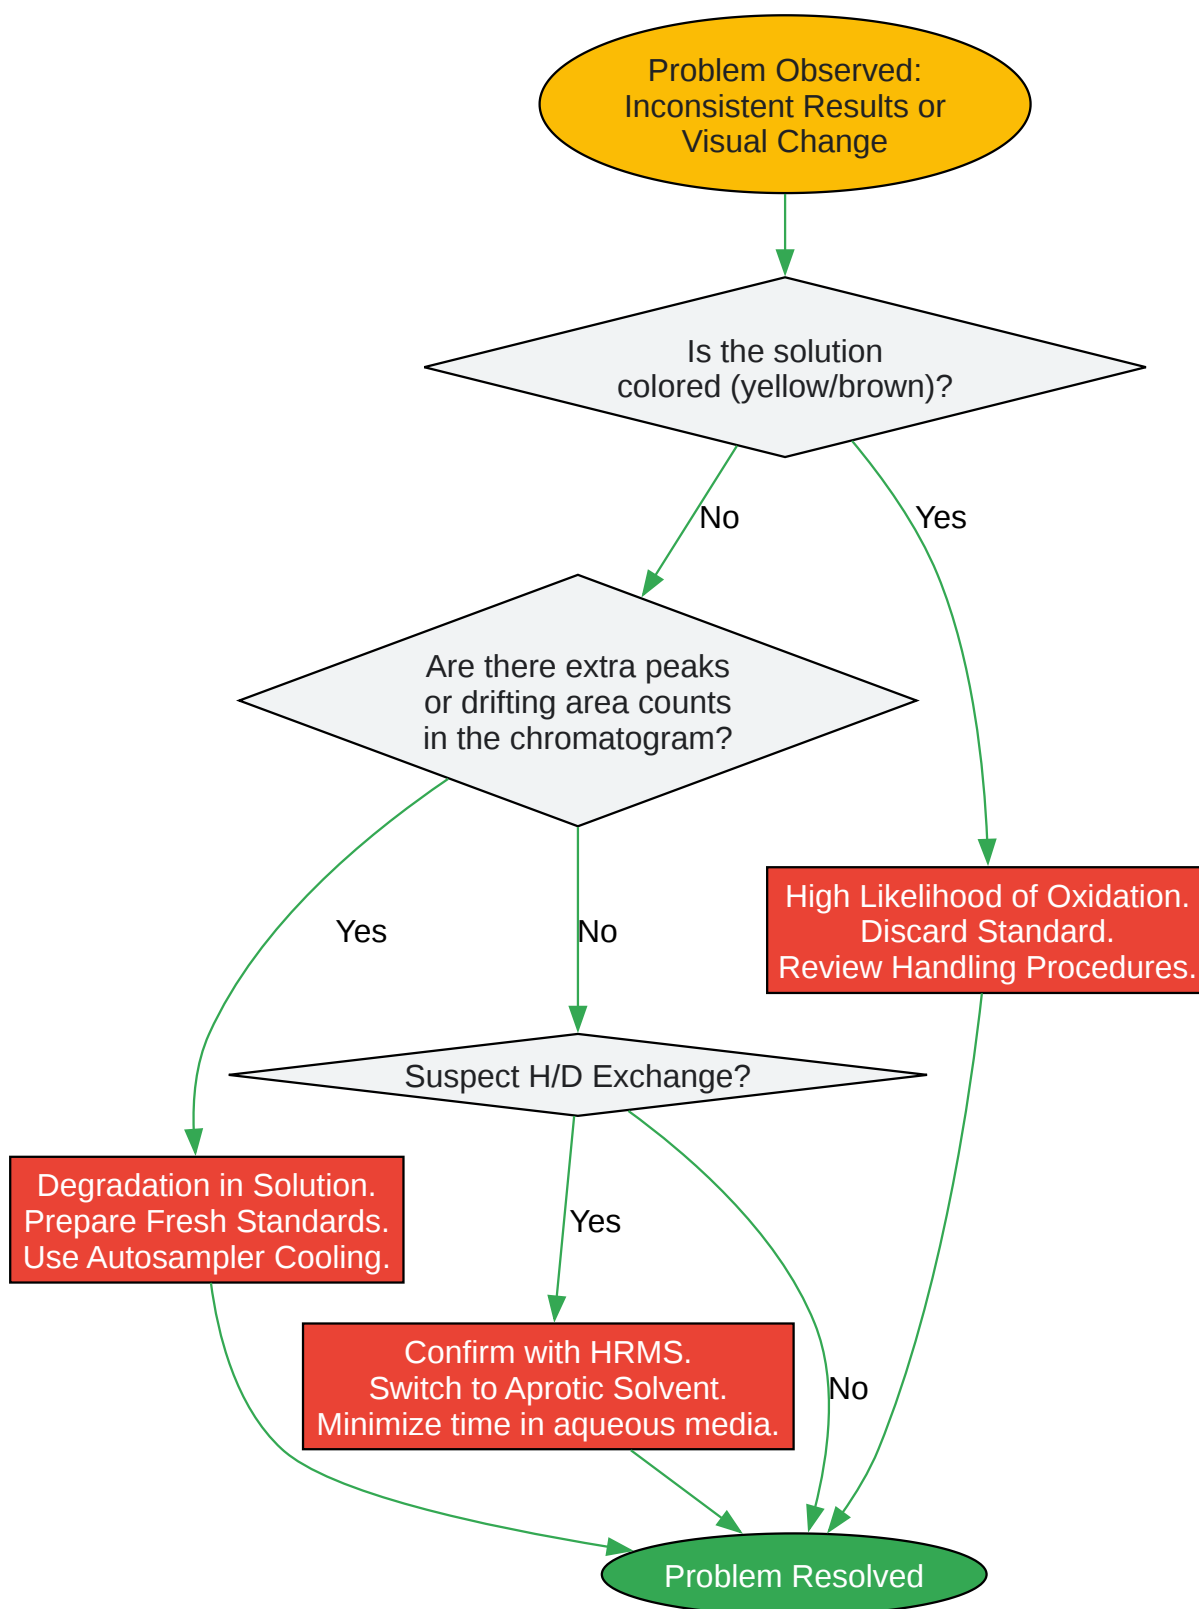 Problem Observed:
Inconsistent Results or
Visual Change
Is the solution
colored (yellow/brown)?
No
Yes
Are there extra peaks
or drifting area counts
in the chromatogram?
High Likelihood of Oxidation.
Discard Standard.
Review Handling Procedures.
Yes
No
Suspect H/D Exchange?
Degradation in Solution.
Prepare Fresh Standards.
Use Autosampler Cooling.
Yes
Confirm with HRMS.
Switch to Aprotic Solvent.
Minimize time in aqueous media.
No
Problem Resolved